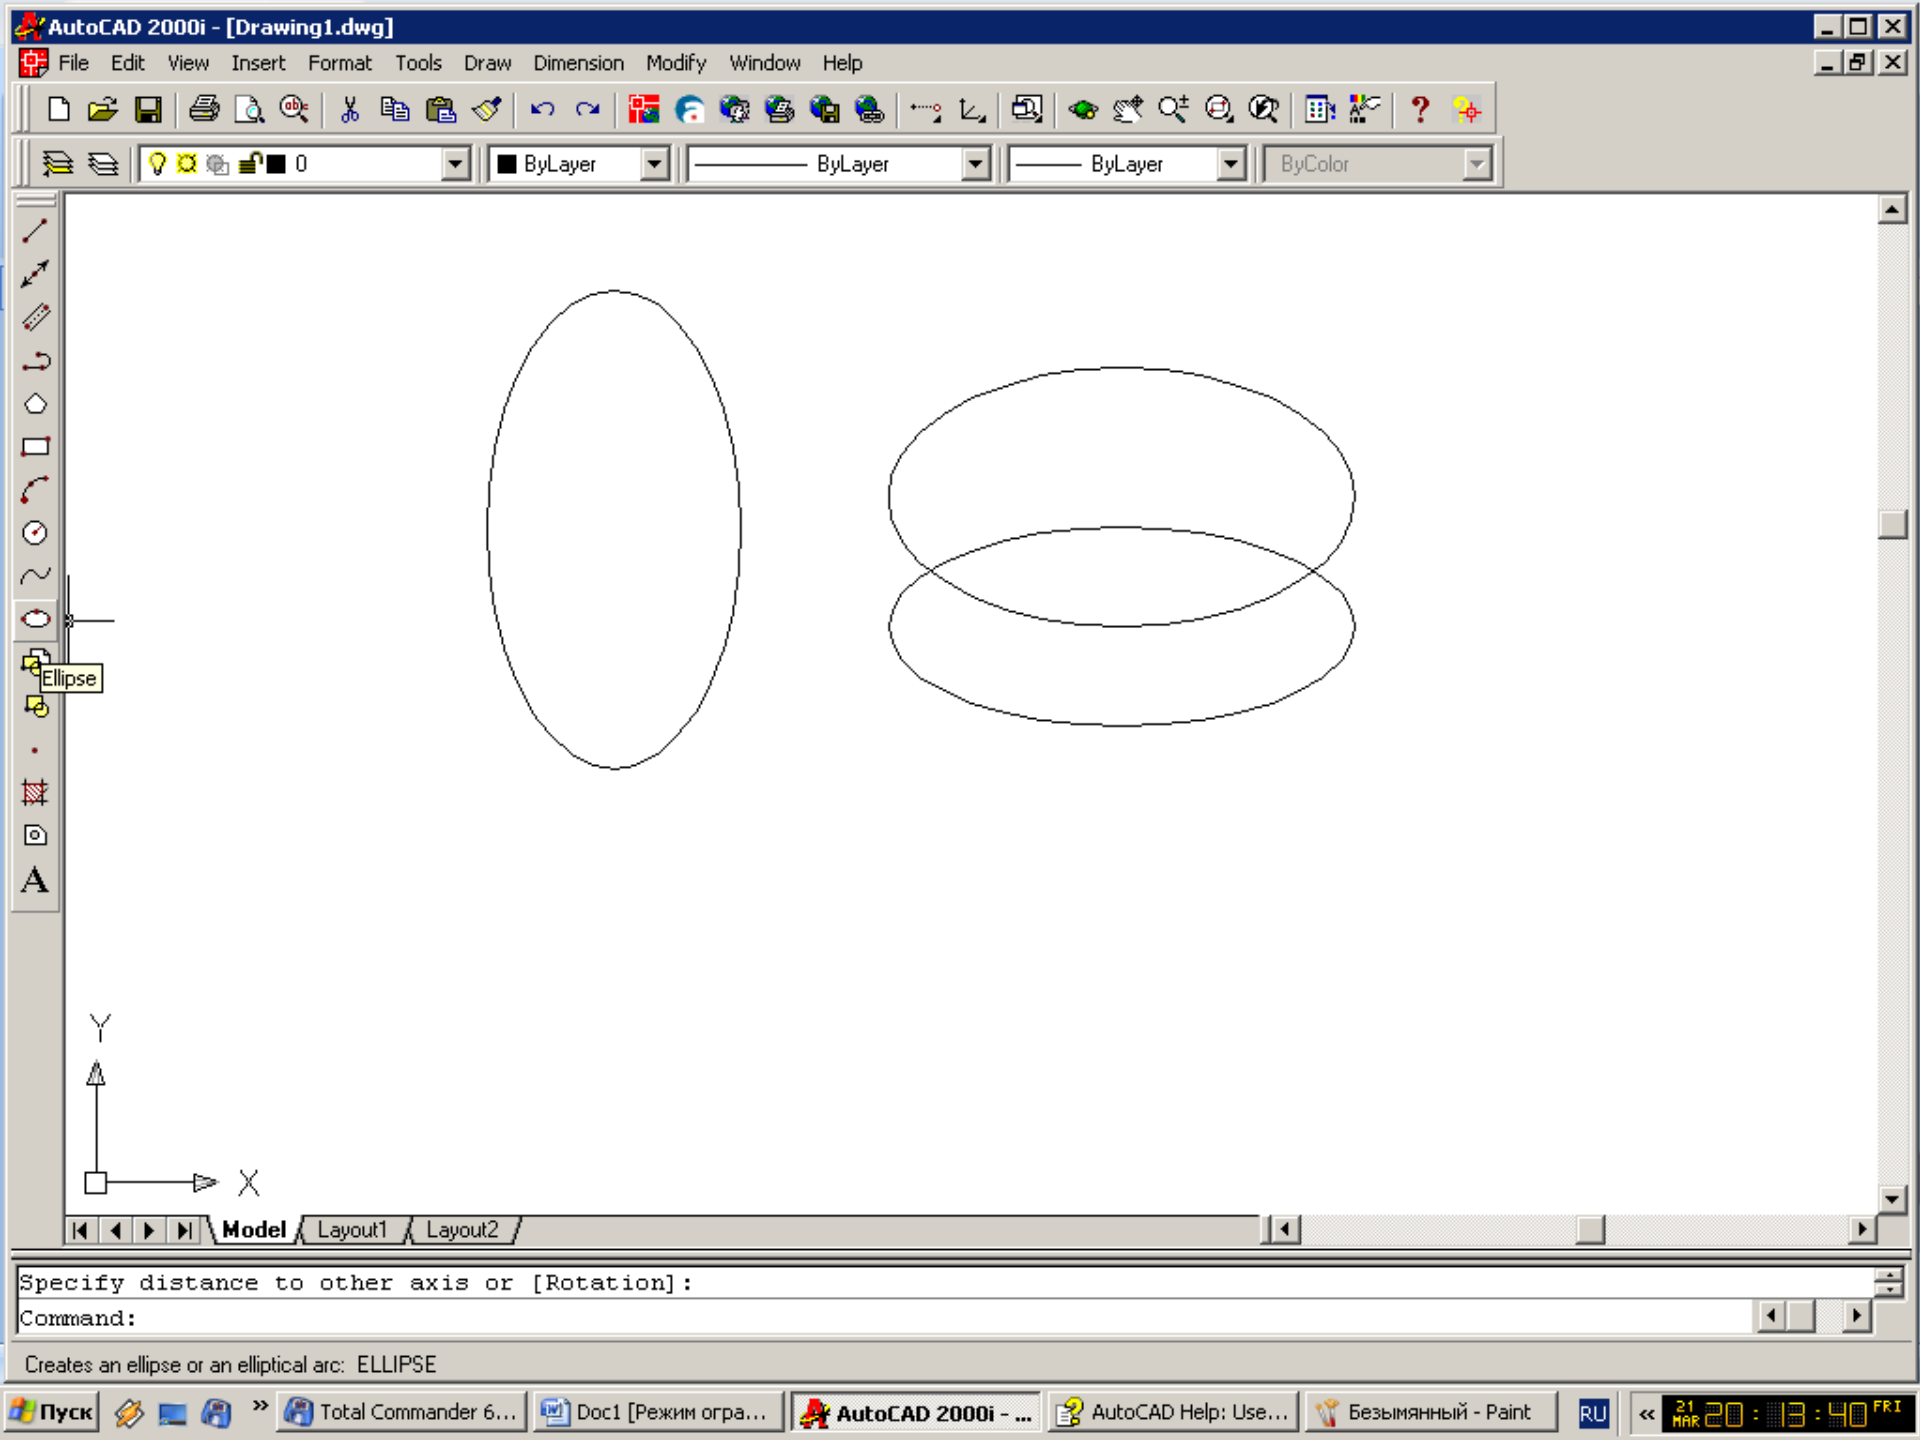 AutoCAD 2000i - [Drawing1.dwg]
File Edit View Insert Format Tools Draw Dimension Modify Window Help
0 ByLayer ByLayer ByLayer ByColor
Ellipse
A
Y
X
Model Layout1 Layout2
Specify distance to other axis or [Rotation]:
Command:
Creates an ellipse or an elliptical arc: ELLIPSE
Пуск » Total Commander 6... Doc1 [Режим огра... AutoCAD 2000i - ... AutoCAD Help: Use... Безымянный - Paint RU « 21 MAR 20:13:40 FRI